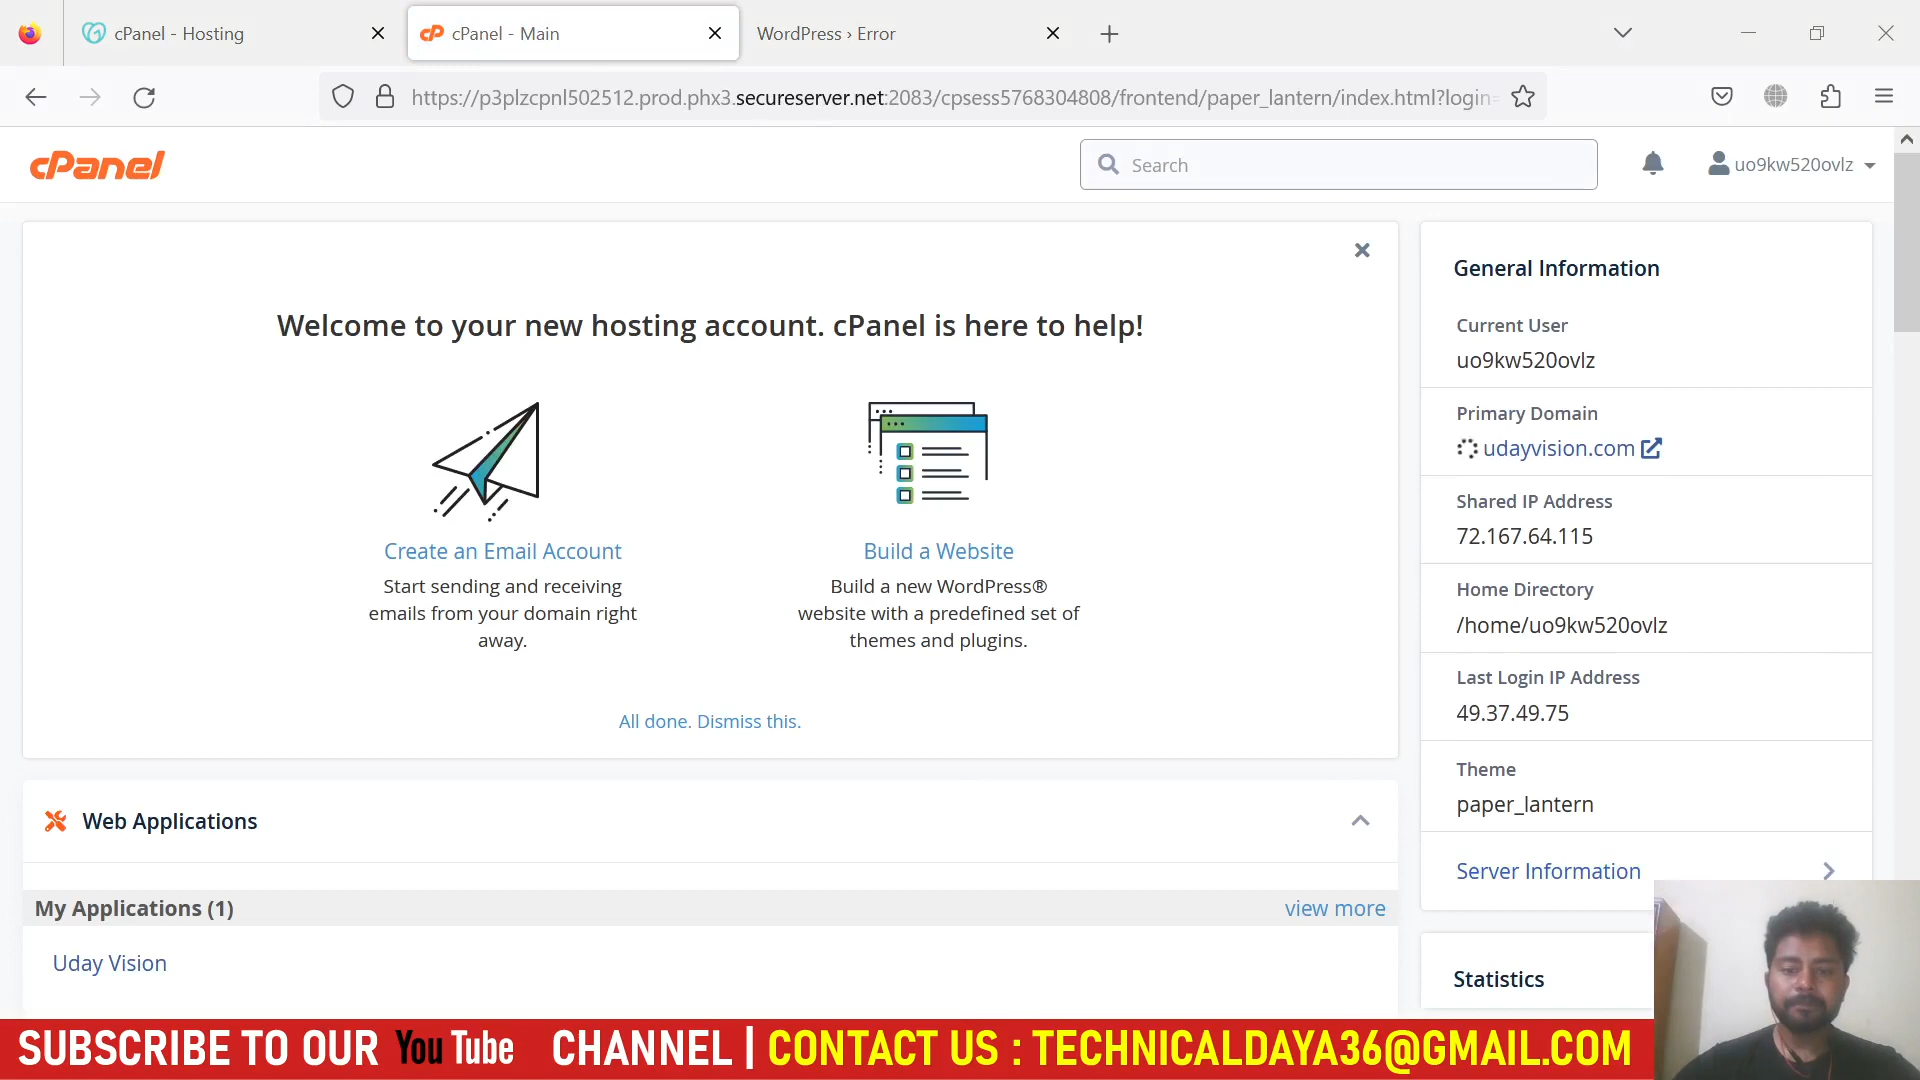 cPanel - Hosting
cPanel - Main
WordPress › Error
https://p3plzcpnl502512.prod.phx3.secureserver.net:2083/cpsess5768304808/frontend/paper_lantern/index.html?login=
cPanel
Search
uo9kw520ovlz
Welcome to your new hosting account. cPanel is here to help!
Create an Email Account
Start sending and receiving
emails from your domain right
away.
Build a Website
Build a new WordPress®
website with a predefined set of
themes and plugins.
All done. Dismiss this.
Web Applications
My Applications (1)
view more
Uday Vision
General Information
Current User
uo9kw520ovlz
Primary Domain
udayvision.com
Shared IP Address
72.167.64.115
Home Directory
/home/uo9kw520ovlz
Last Login IP Address
49.37.49.75
Theme
paper_lantern
Server Information
Statistics
SUBSCRIBE TO OUR YouTube CHANNEL | CONTACT US : TECHNICALDAYA36@GMAIL.COM